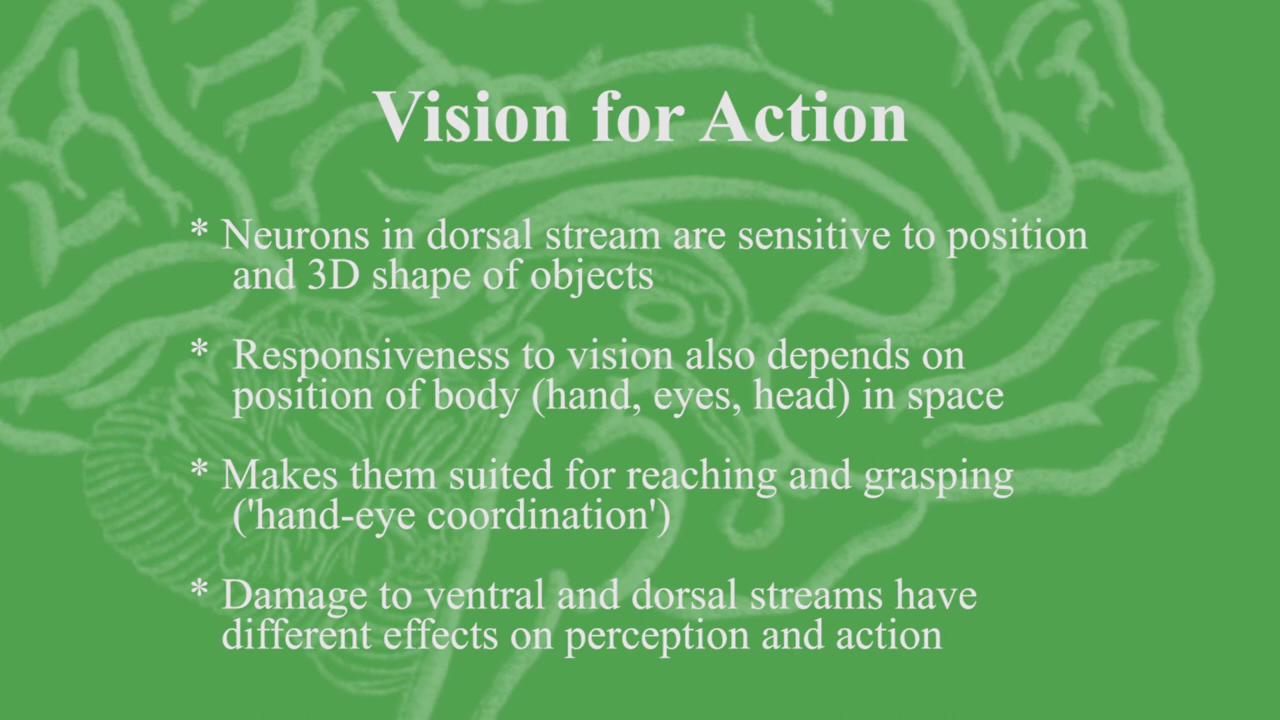 Vision for Action
* Neurons in dorsal stream are sensitive to position
and 3D shape of objects
* Responsiveness to vision also depends on
position of body (hand, eyes, head) in space
* Makes them suited for reaching and grasping
('hand-eye coordination')
* Damage to ventral and dorsal streams have
different effects on perception and action